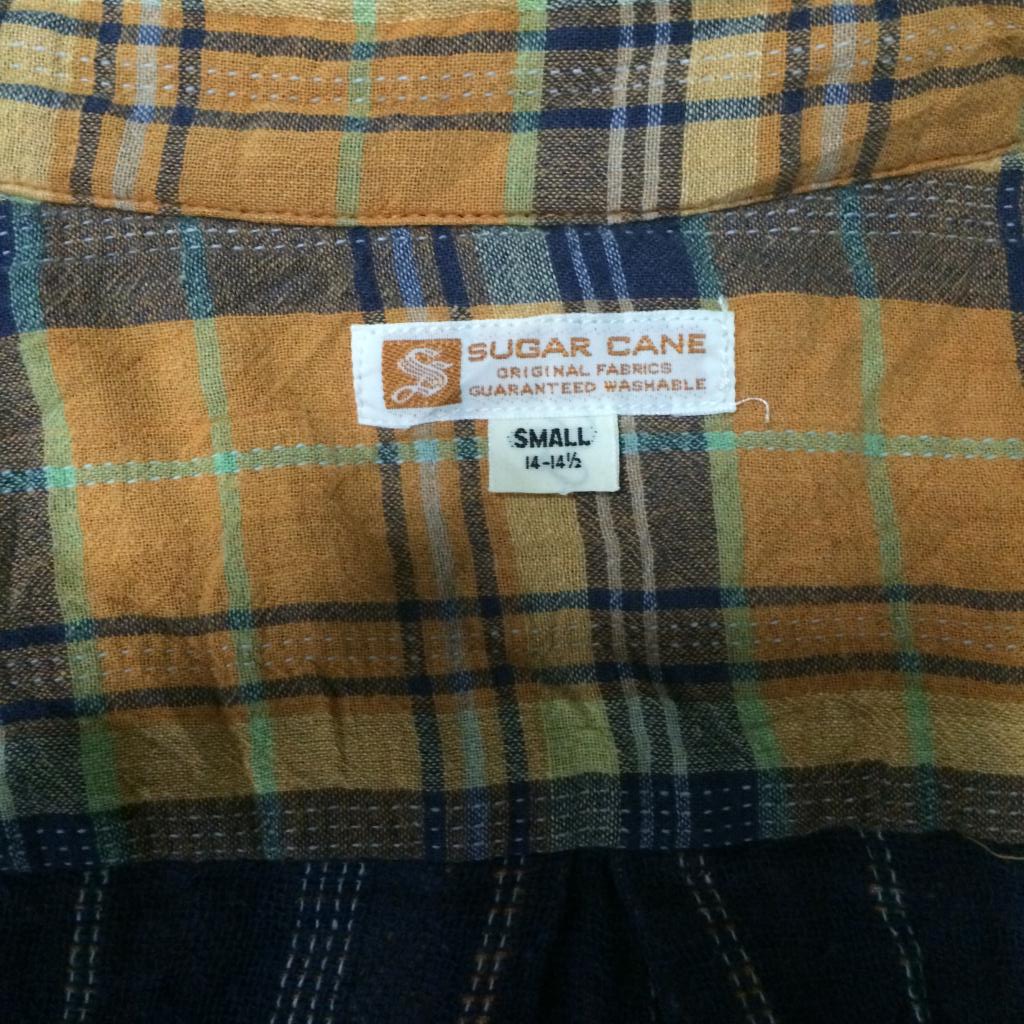 S
SUGAR CANE
ORIGINAL FABRICS
GUARANTEED WASHABLE
SMALL
14-14½